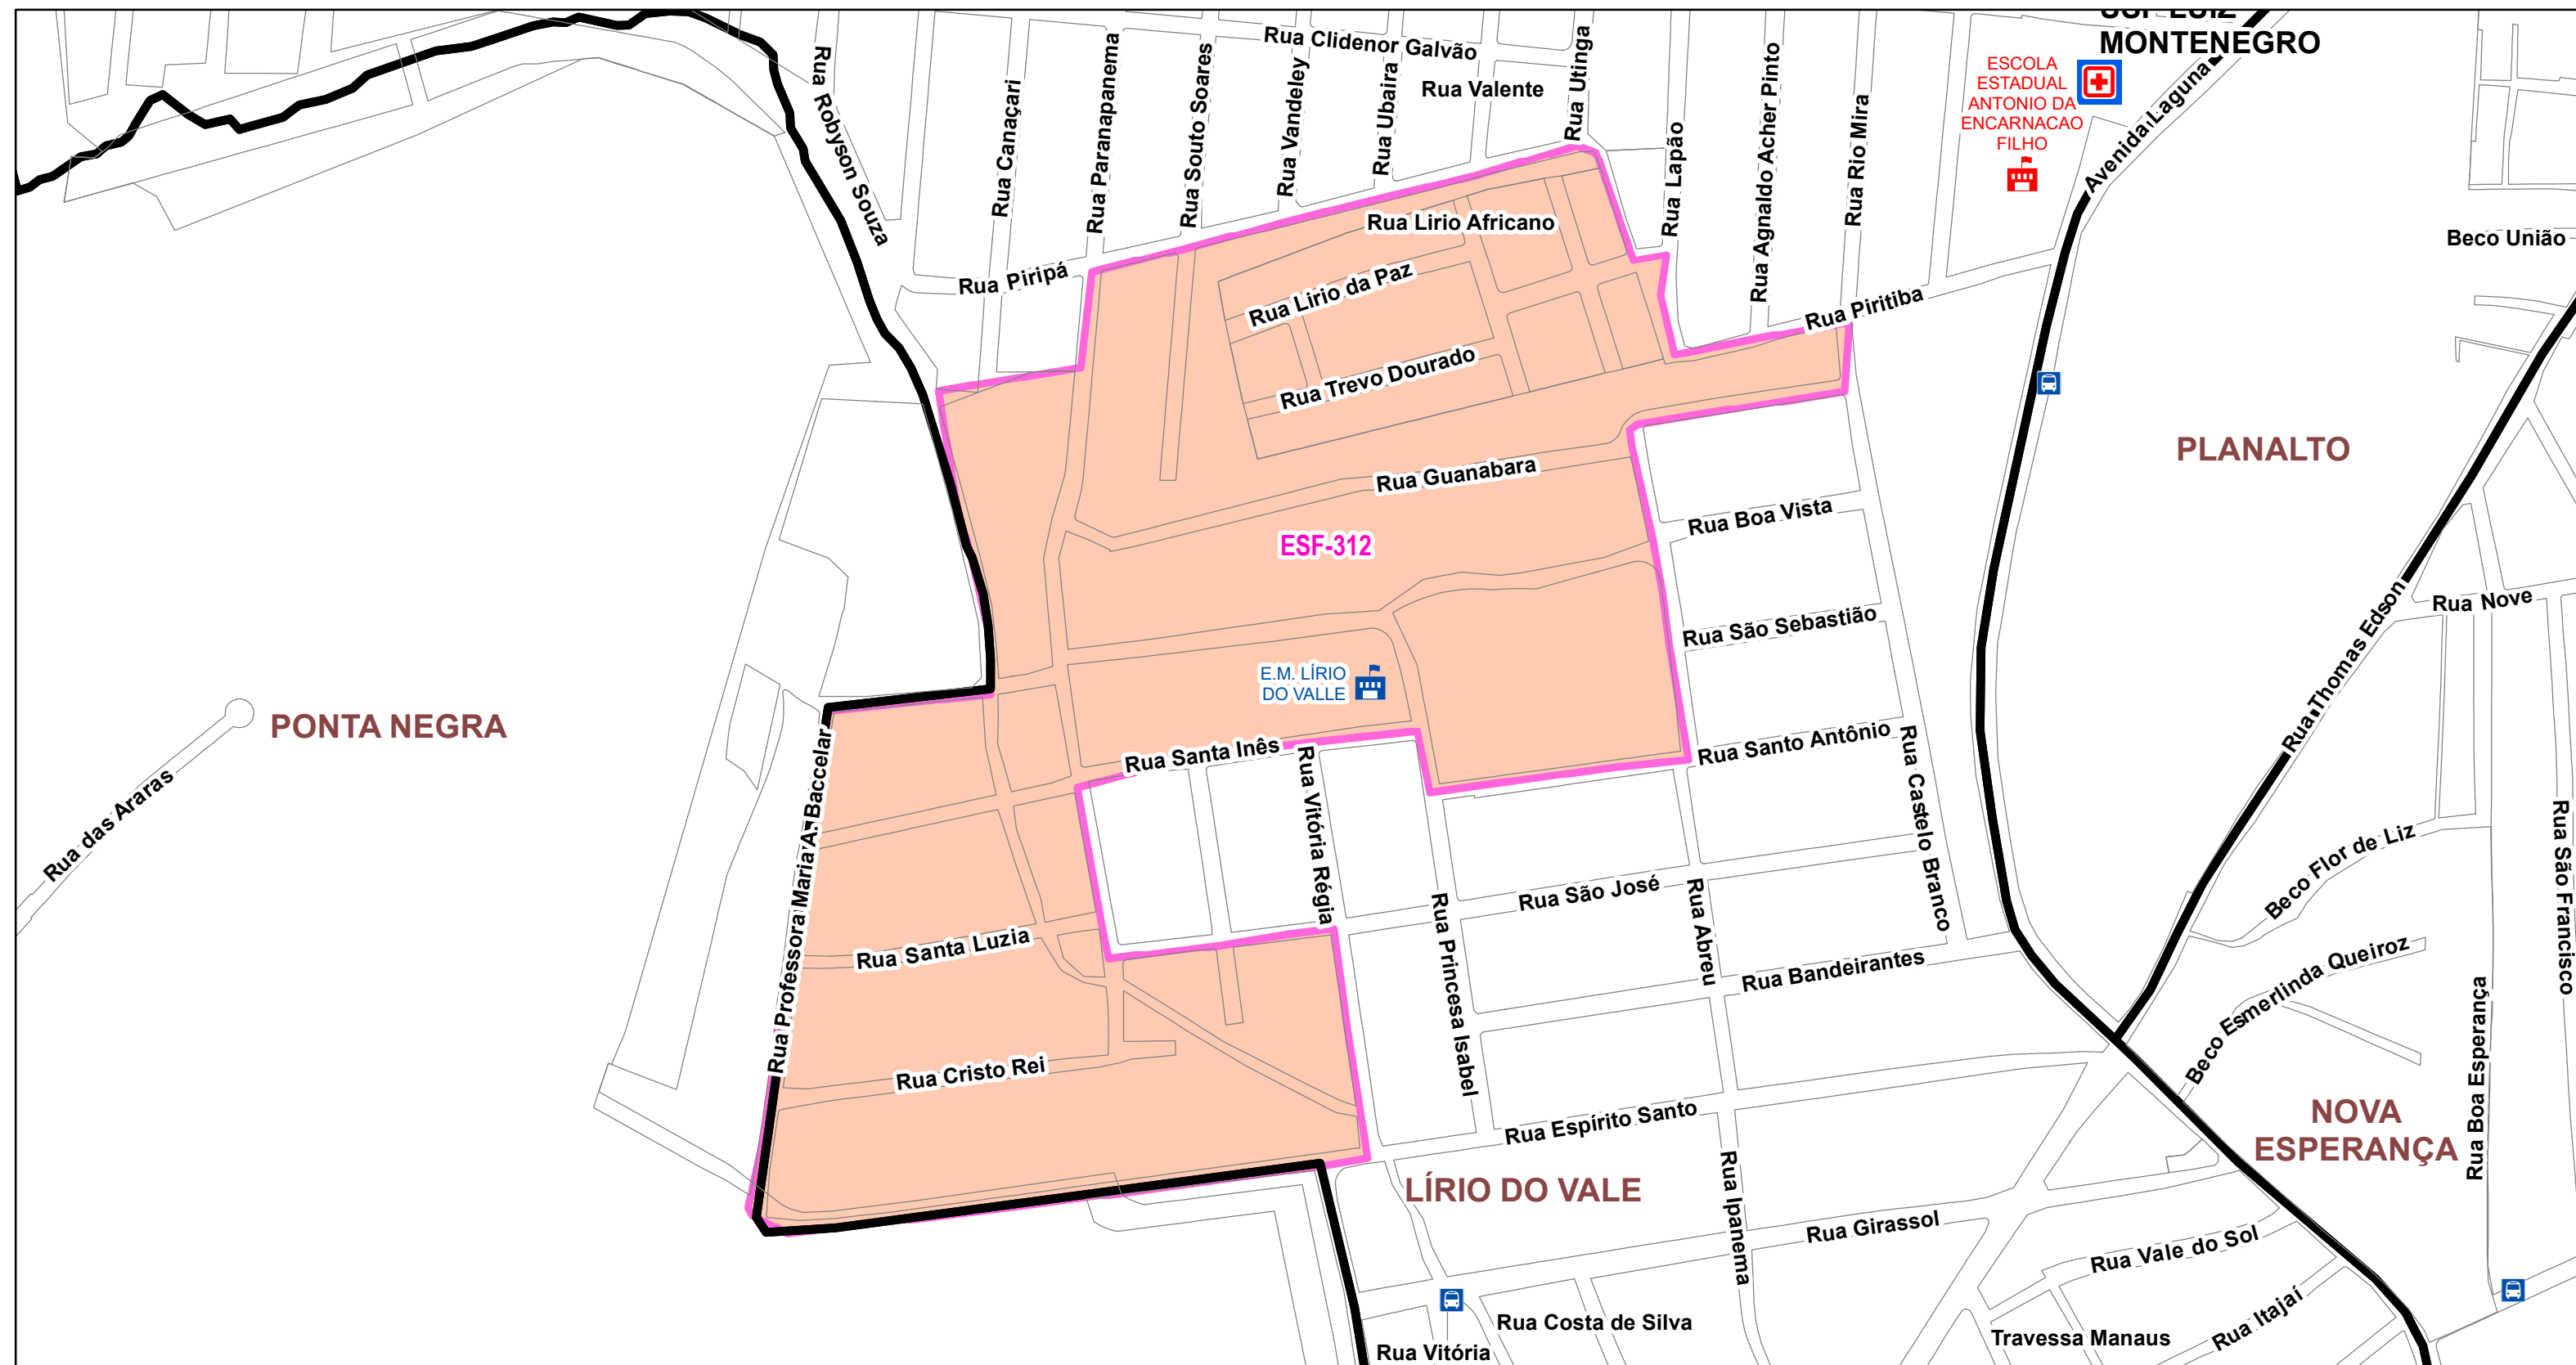 MONTENEGRO
ESCOLA
ESTADUAL
ANTONIO DA
ENCARNACAO
FILHO
Avenida Laguna
Rua Clidenor Galvão
Rua Valente
Rua Robyson Souza
Rua Canaçari
Rua Paranapanema
Rua Souto Soares
Rua Vandeley
Rua Ubaira
Rua Utinga
Rua Lapão
Rua Agnaldo Acher Pinto
Rua Rio Mira
Beco União
Rua Piripá
Rua Lirio Africano
Rua Lirio da Paz
Rua Trevo Dourado
Rua Piritiba
PLANALTO
Rua Guanabara
Rua Boa Vista
ESF-312
Rua São Sebastião
Rua Nove
Rua Thomas Edson
E.M. LÍRIO
DO VALLE
PONTA NEGRA
Rua das Araras
Rua Professora Maria A. Baccelar
Rua Santa Inês
Rua Vitória Régia
Rua Santo Antônio
Rua Castelo Branco
Rua São José
Rua Princesa Isabel
Rua Abreu
Rua Bandeirantes
Beco Flor de Liz
Beco Esmerlinda Queiroz
Rua São Francisco
Rua Boa Esperança
Rua Santa Luzia
Rua Cristo Rei
Rua Espírito Santo
NOVA
ESPERANÇA
LÍRIO DO VALE
Rua Ipanema
Rua Girassol
Rua Vale do Sol
Rua Itajaí
Rua Costa de Silva
Travessa Manaus
Rua Vitória